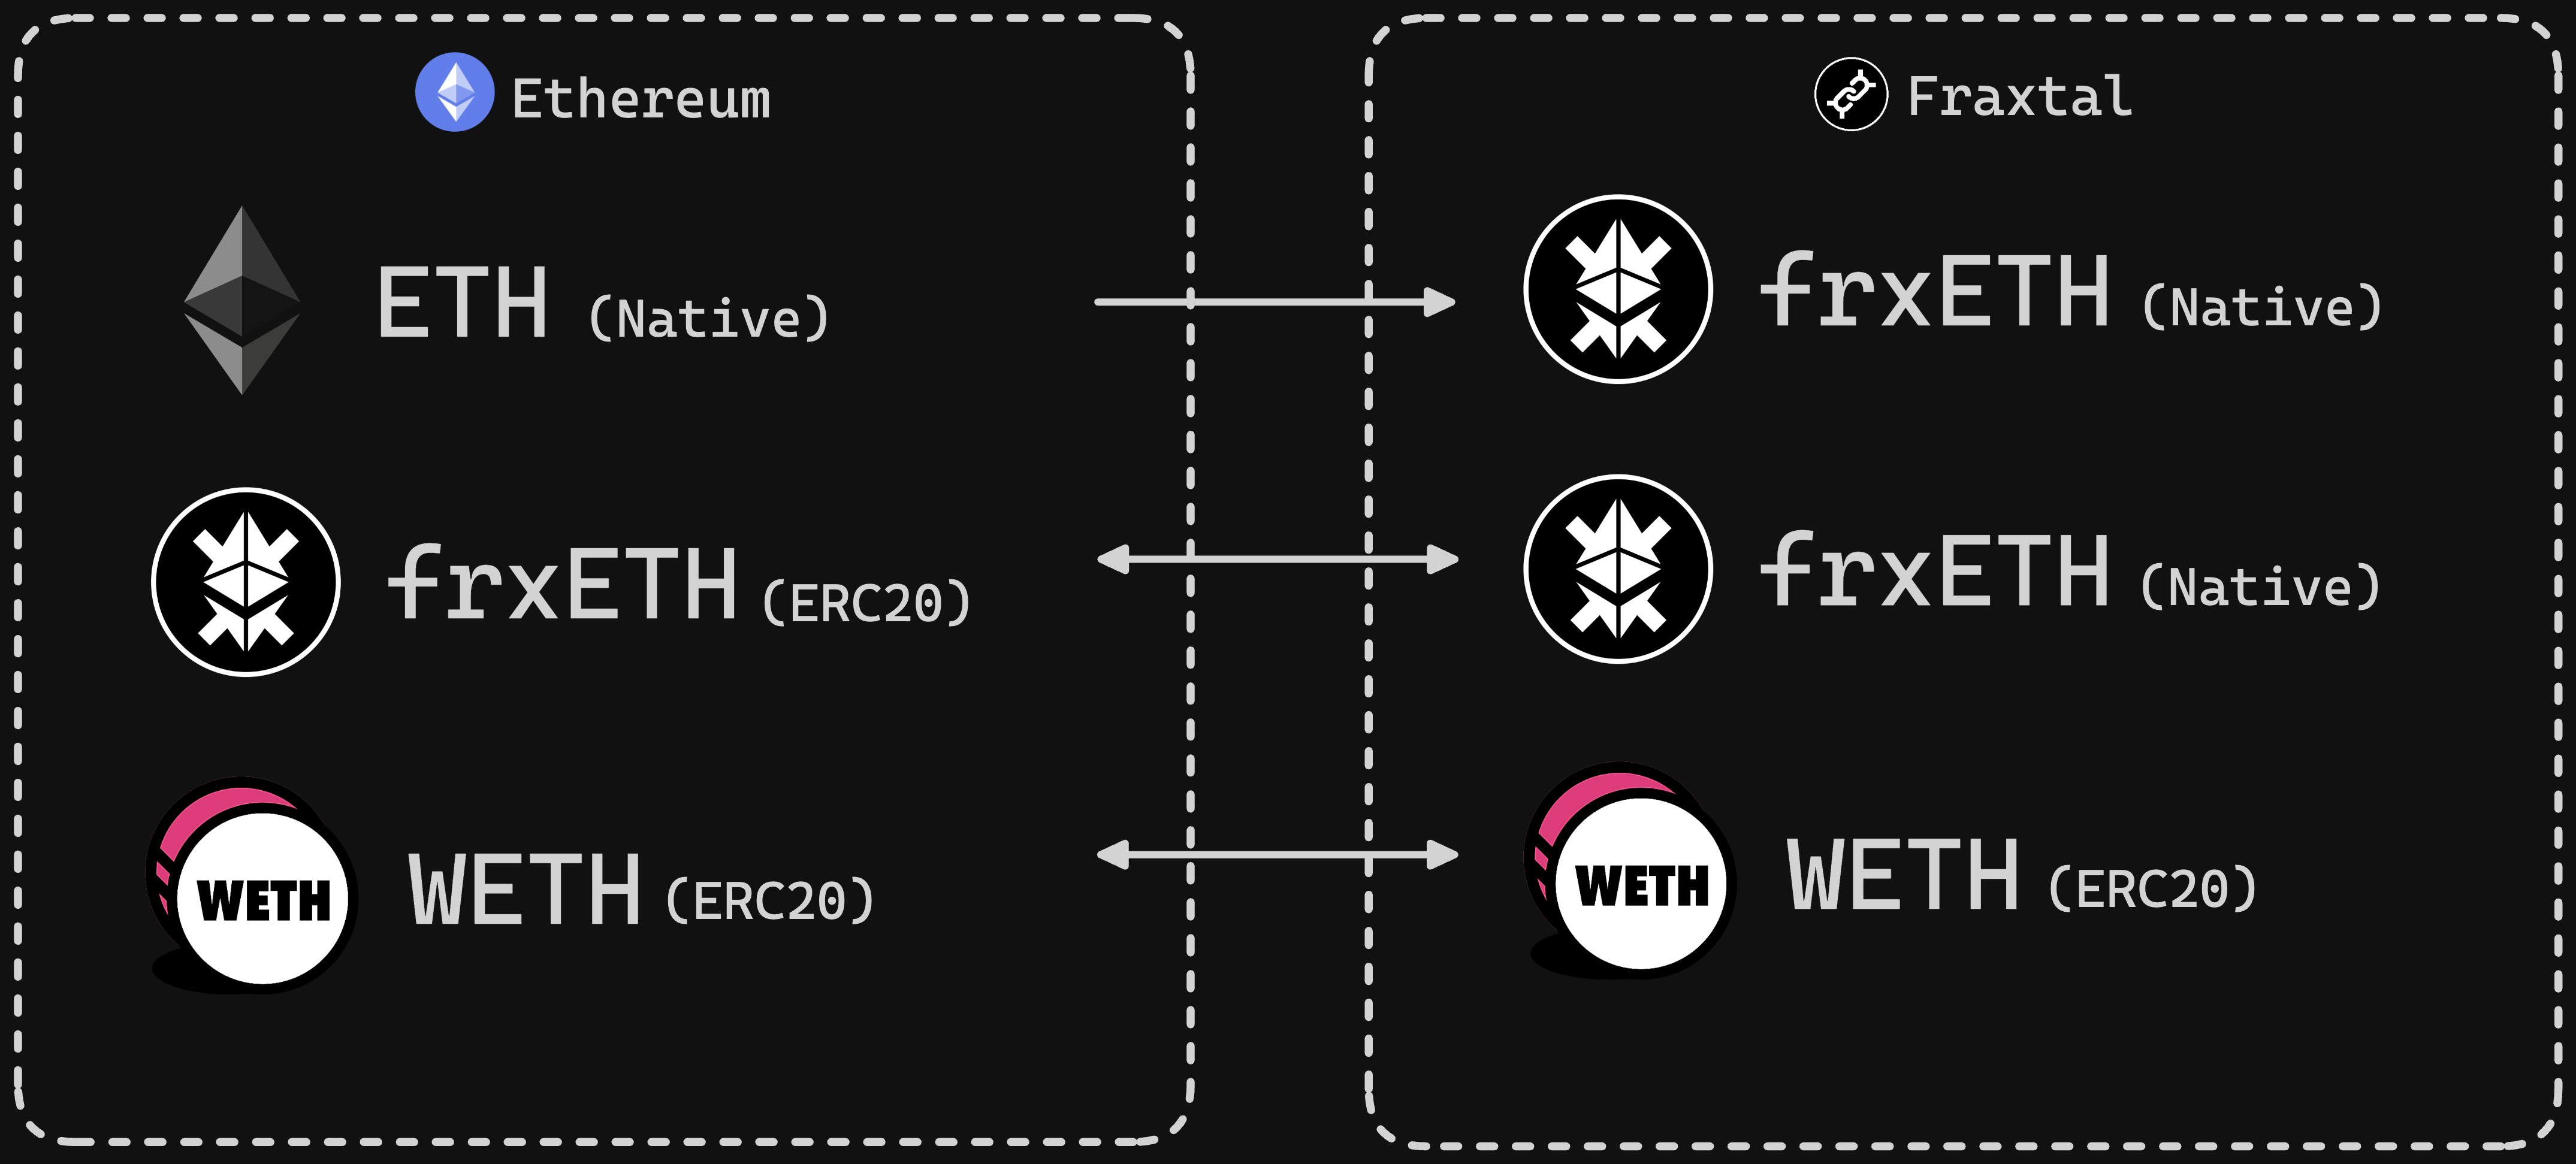 Ethereum
ETH (Native)
frxETH (ERC20)
WETH
WETH (ERC20)
Fraxtal
frxETH (Native)
frxETH (Native)
WETH
WETH (ERC20)